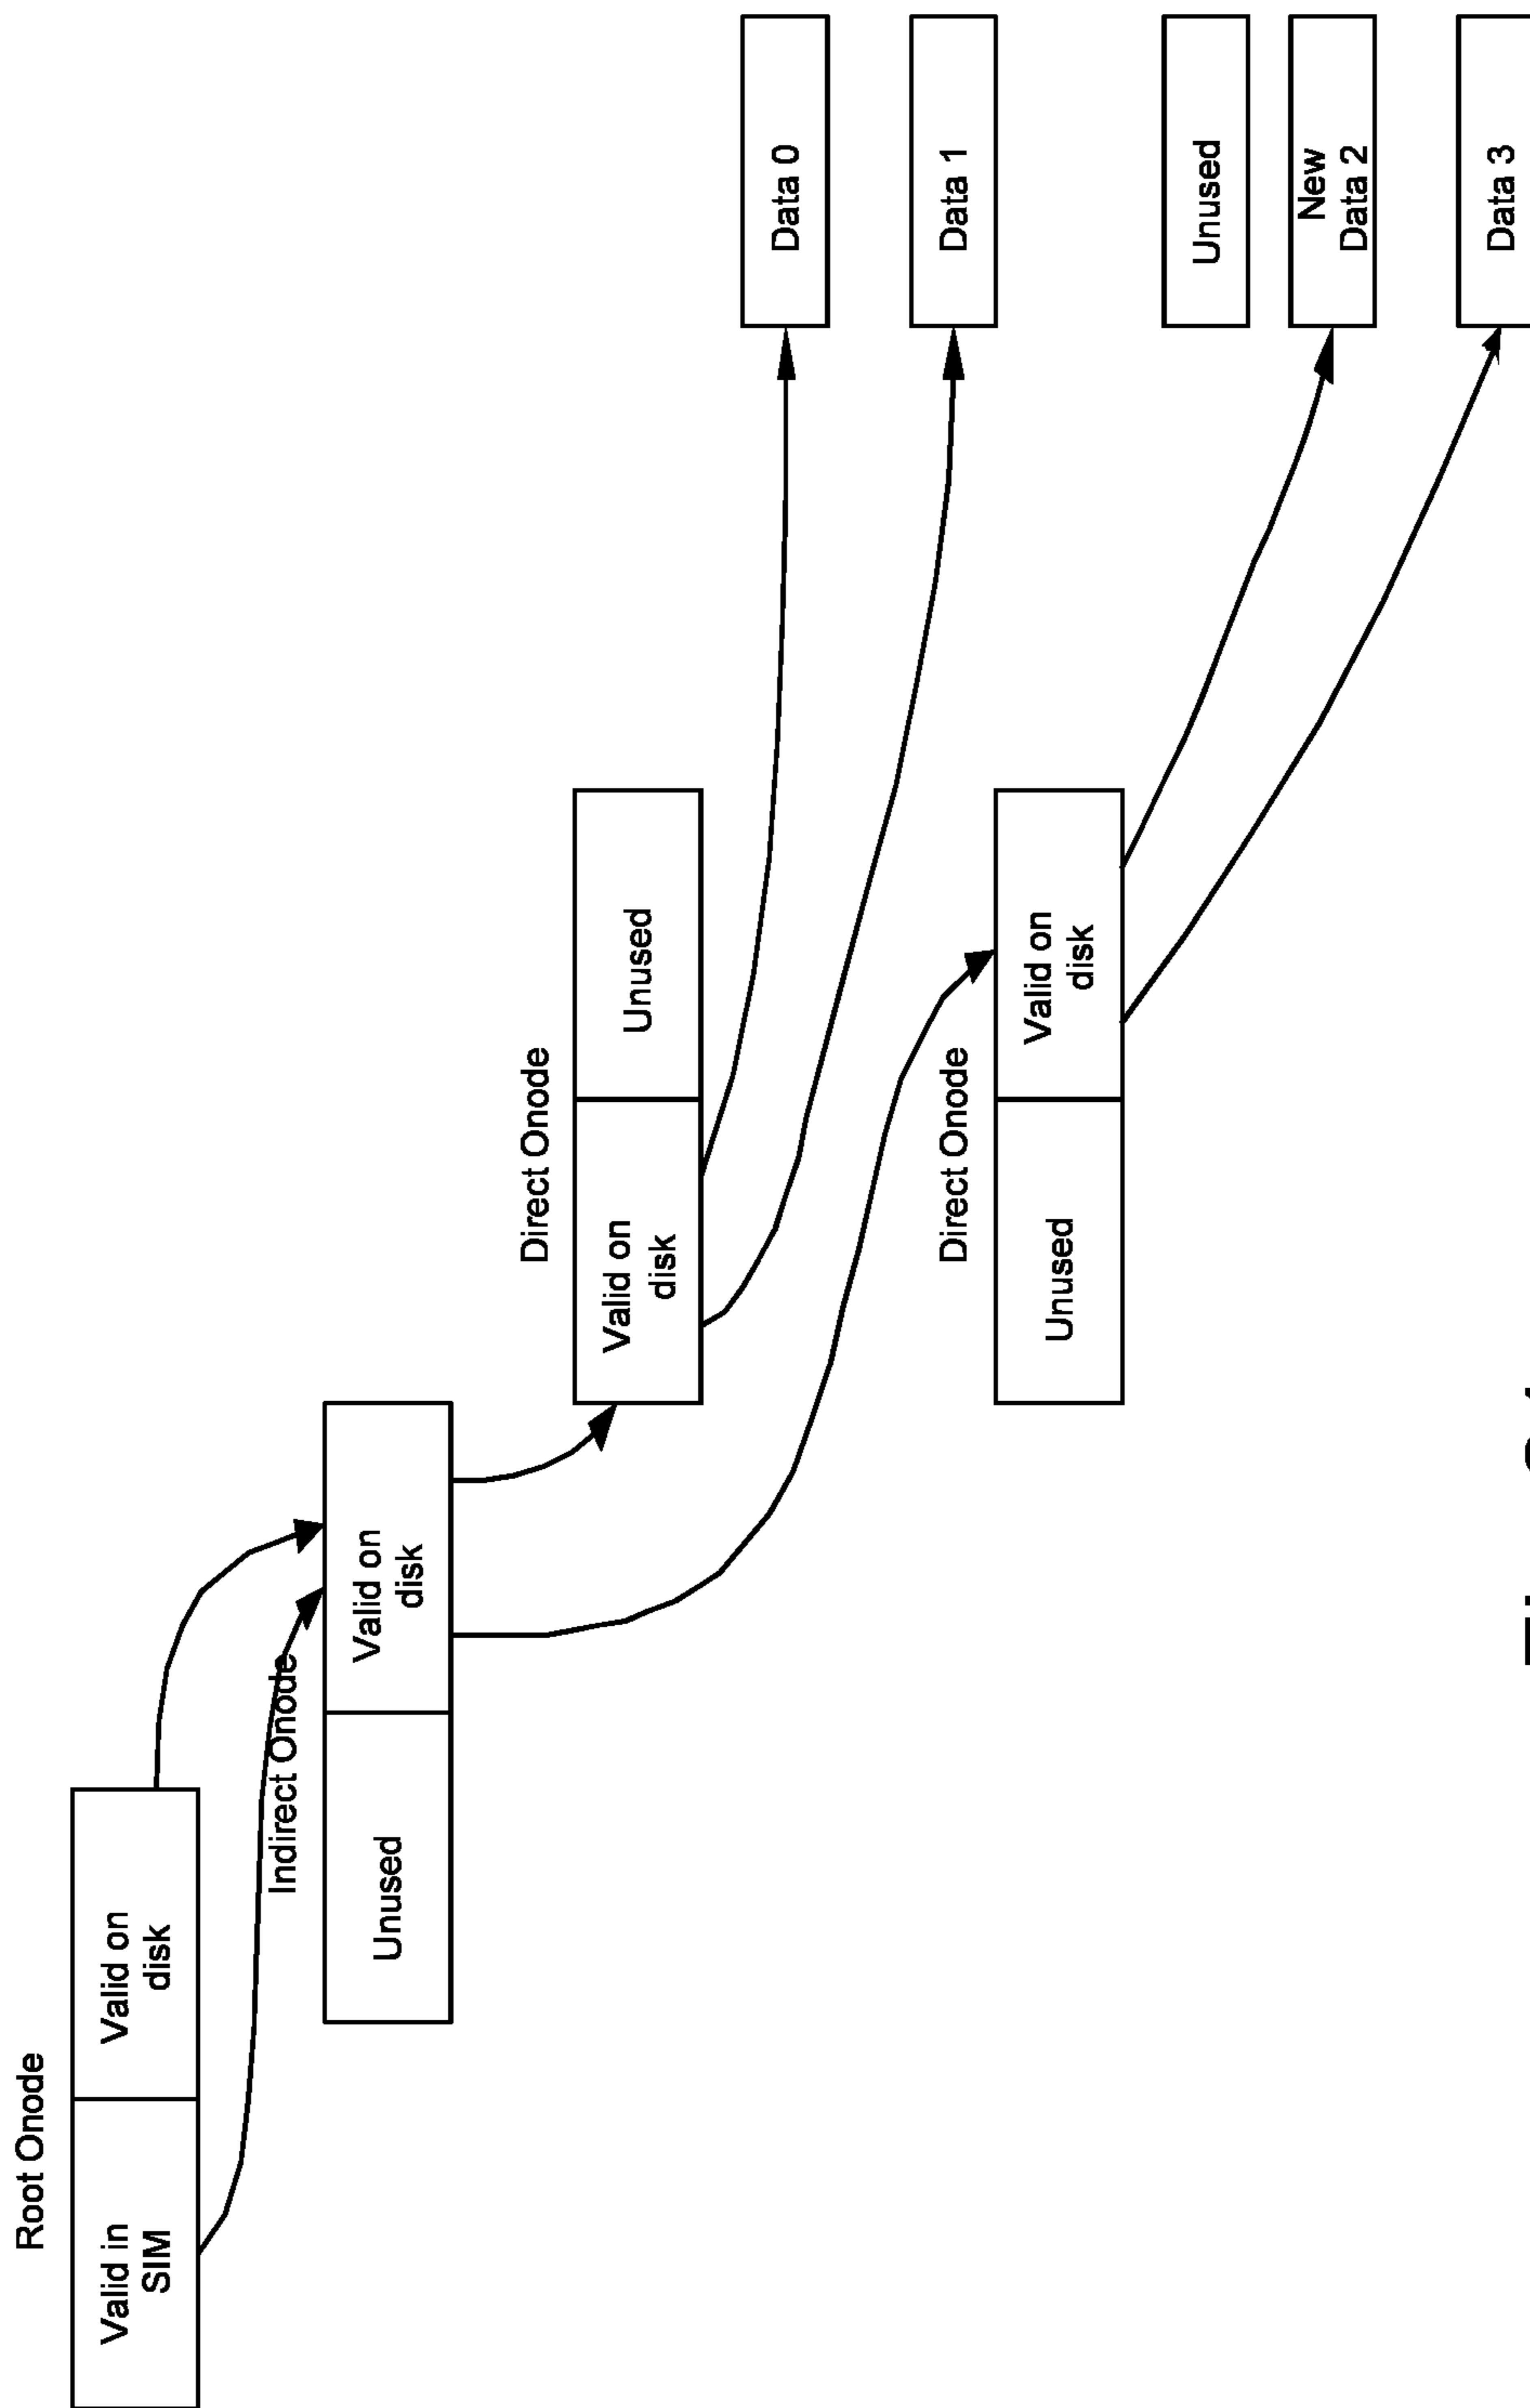 Root Onode
Valid in
SIM
Valid on
disk
Indirect Onode
Unused
Valid on
disk
Direct Onode
Valid on
disk
Unused
Data 0
Direct Onode
Data 1
Unused
Valid on
disk
Unused
New
Data 2
Data 3